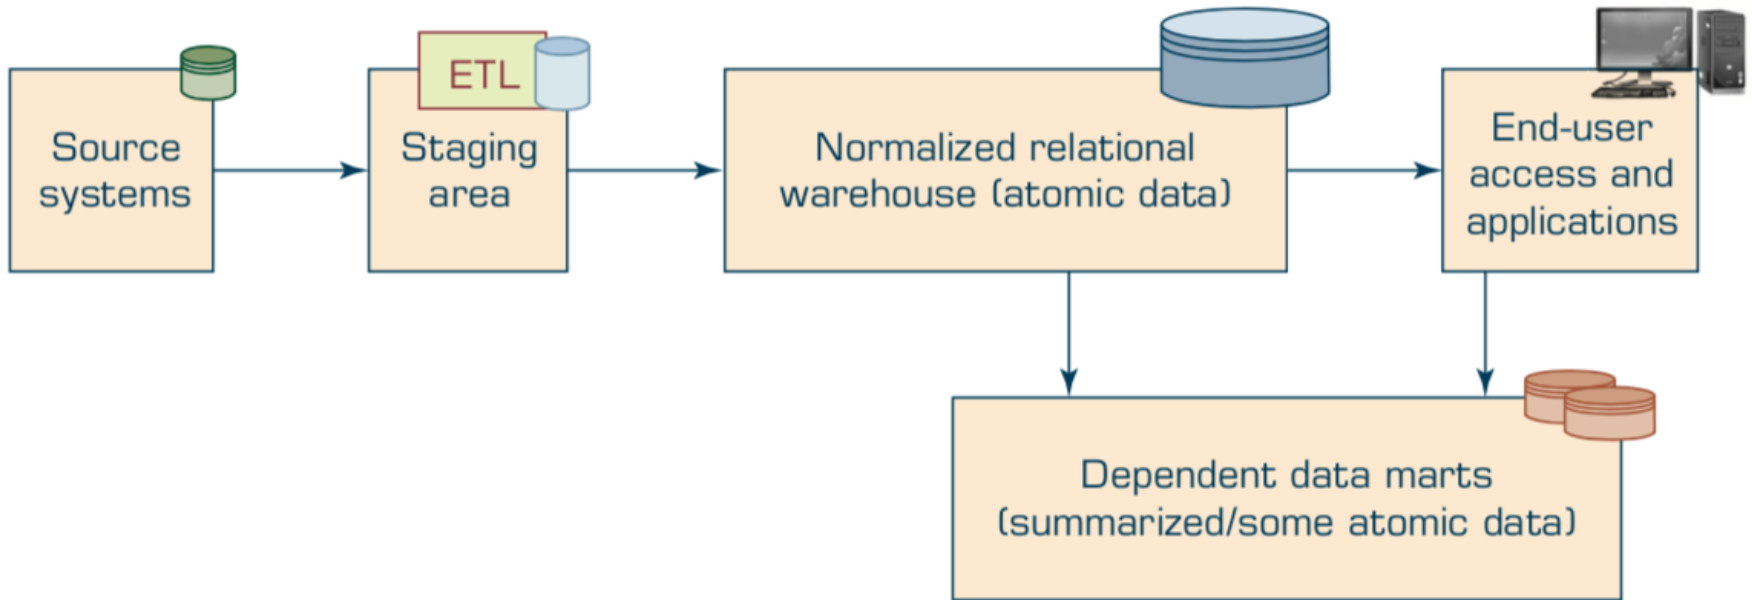 Source
systems
ETL
Staging
area
Normalized relational
warehouse (atomic data)
End-user
access and
applications
Dependent data marts
(summarized/some atomic data)